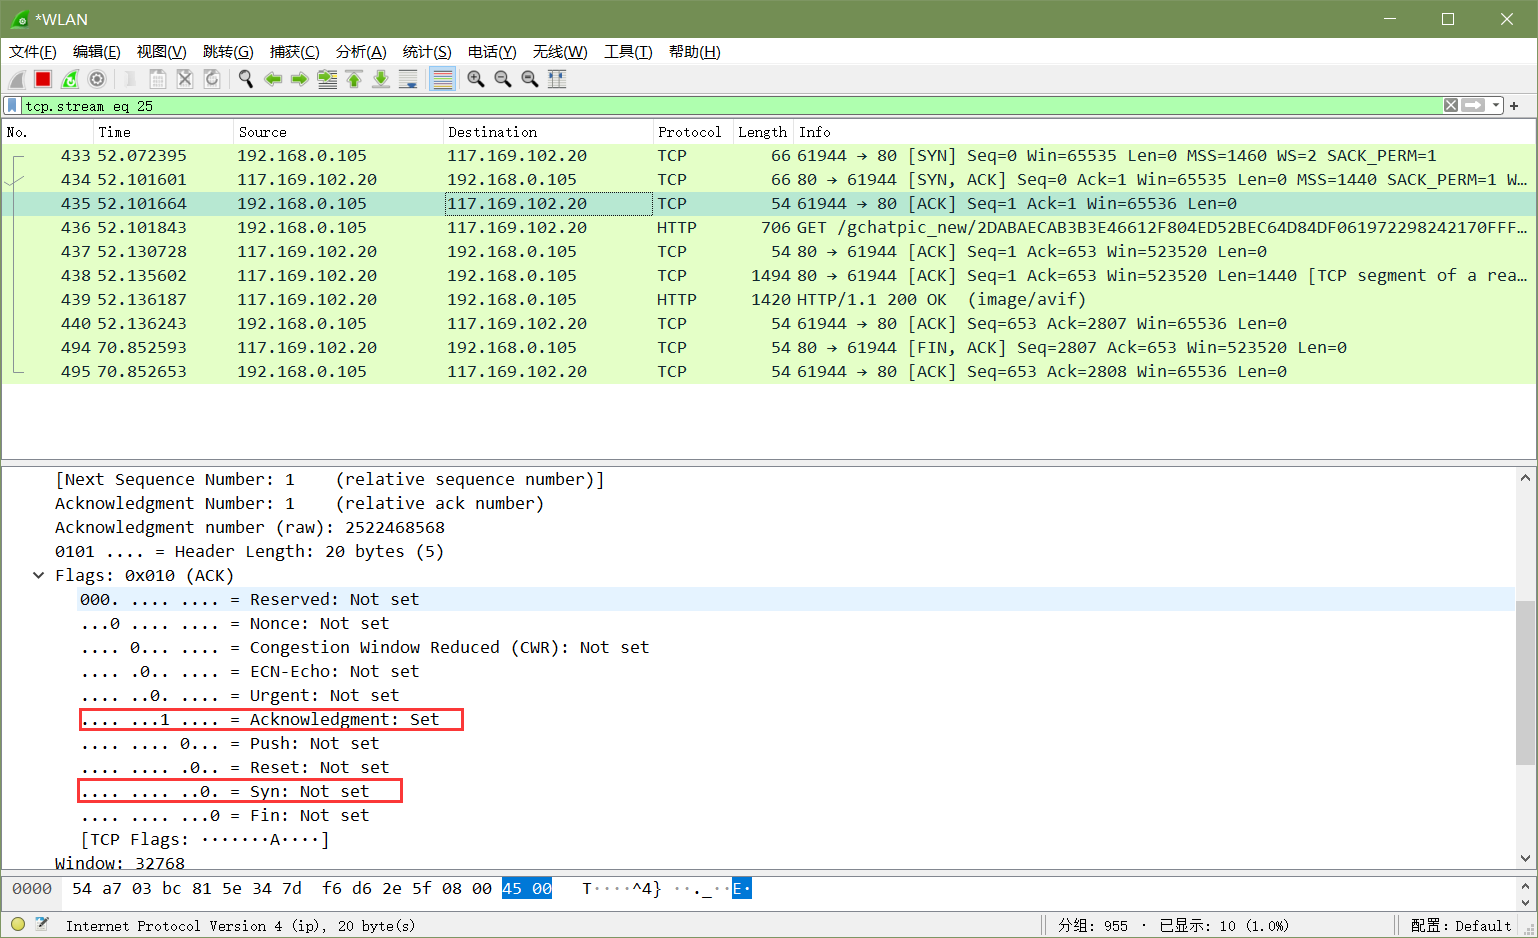 *WLAN
文件(F) 编辑(E) 视图(V) 跳转(G) 捕获(C) 分析(A) 统计(S) 电话(Y) 无线(W) 工具(T) 帮助(H)
tcp.stream eq 25
No. Time Source Destination Protocol Length Info
433 52.072395 192.168.0.105 117.169.102.20 TCP 66 61944 → 80 [SYN] Seq=0 Win=65535 Len=0 MSS=1460 WS=2 SACK_PERM=1
434 52.101601 117.169.102.20 192.168.0.105 TCP 66 80 → 61944 [SYN, ACK] Seq=0 Ack=1 Win=65535 Len=0 MSS=1440 SACK_PERM=1 W…
435 52.101664 192.168.0.105 117.169.102.20 TCP 54 61944 → 80 [ACK] Seq=1 Ack=1 Win=65536 Len=0
436 52.101843 192.168.0.105 117.169.102.20 HTTP 706 GET /gchatpic_new/2DABAECAB3B3E46612F804ED52BEC64D84DF061972298242170FFF…
437 52.130728 117.169.102.20 192.168.0.105 TCP 54 80 → 61944 [ACK] Seq=1 Ack=653 Win=523520 Len=0
438 52.135602 117.169.102.20 192.168.0.105 TCP 1494 80 → 61944 [ACK] Seq=1 Ack=653 Win=523520 Len=1440 [TCP segment of a rea…
439 52.136187 117.169.102.20 192.168.0.105 HTTP 1420 HTTP/1.1 200 OK  (image/avif)
440 52.136243 192.168.0.105 117.169.102.20 TCP 54 61944 → 80 [ACK] Seq=653 Ack=2807 Win=65536 Len=0
494 70.852593 117.169.102.20 192.168.0.105 TCP 54 80 → 61944 [FIN, ACK] Seq=2807 Ack=653 Win=523520 Len=0
495 70.852653 192.168.0.105 117.169.102.20 TCP 54 61944 → 80 [ACK] Seq=653 Ack=2808 Win=65536 Len=0
[Next Sequence Number: 1    (relative sequence number)]
Acknowledgment Number: 1    (relative ack number)
Acknowledgment number (raw): 2522468568
0101 .... = Header Length: 20 bytes (5)
Flags: 0x010 (ACK)
000. .... .... = Reserved: Not set
...0 .... .... = Nonce: Not set
.... 0... .... = Congestion Window Reduced (CWR): Not set
.... .0.. .... = ECN-Echo: Not set
.... ..0. .... = Urgent: Not set
.... ...1 .... = Acknowledgment: Set
.... .... 0... = Push: Not set
.... .... .0.. = Reset: Not set
.... .... ..0. = Syn: Not set
.... .... ...0 = Fin: Not set
[TCP Flags: ·······A····]
Window: 32768
0000 54 a7 03 bc 81 5e 34 7d f6 d6 2e 5f 08 00 45 00 T····^4} ··._··E·
Internet Protocol Version 4 (ip), 20 byte(s) 分组: 955 · 已显示: 10 (1.0%) 配置: Default